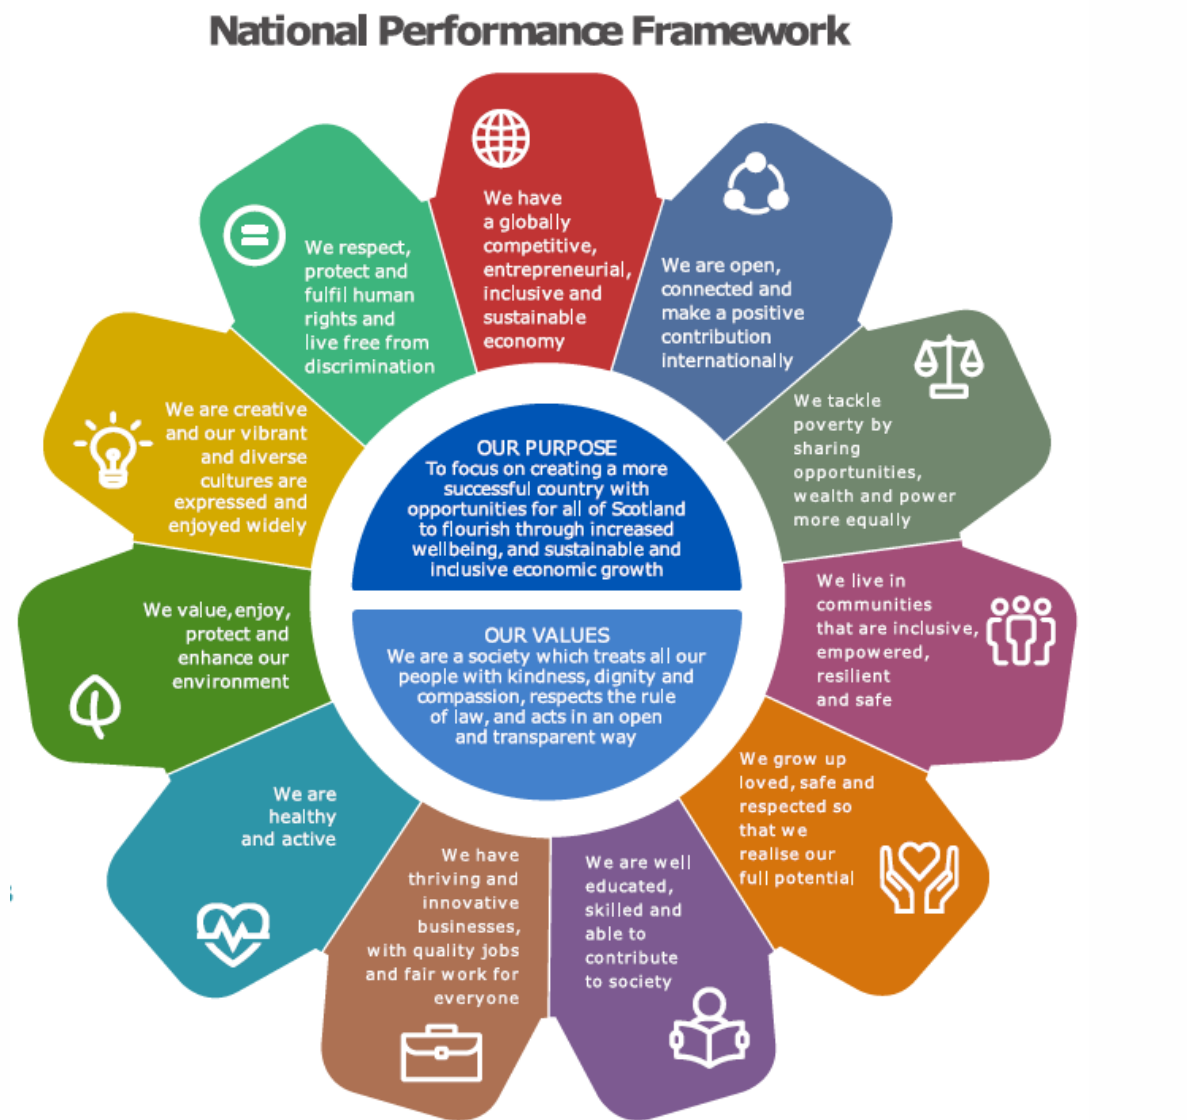 National Performance Framework
We have
a globally
competitive,
entrepreneurial,
inclusive and
sustainable
economy
We are open,
connected and
make a positive
contribution
internationally
We tackle
poverty by
sharing
opportunities,
wealth and power
more equally
We live in
communities
that are inclusive,
empowered,
resilient
and safe
We grow up
loved, safe and
respected so
that we
realise our
full potential
We are well
educated,
skilled and
able to
contribute
to society
We have
thriving and
innovative
businesses,
with quality jobs
and fair work for
everyone
We are
healthy
and active
We value, enjoy,
protect and
enhance our
environment
We are creative
and our vibrant
and diverse
cultures are
expressed and
enjoyed widely
We respect,
protect and
fulfil human
rights and
live free from
discrimination
OUR PURPOSE
To focus on creating a more
successful country with
opportunities for all of Scotland
to flourish through increased
wellbeing, and sustainable and
inclusive economic growth
OUR VALUES
We are a society which treats all our
people with kindness, dignity and
compassion, respects the rule
of law, and acts in an open
and transparent way